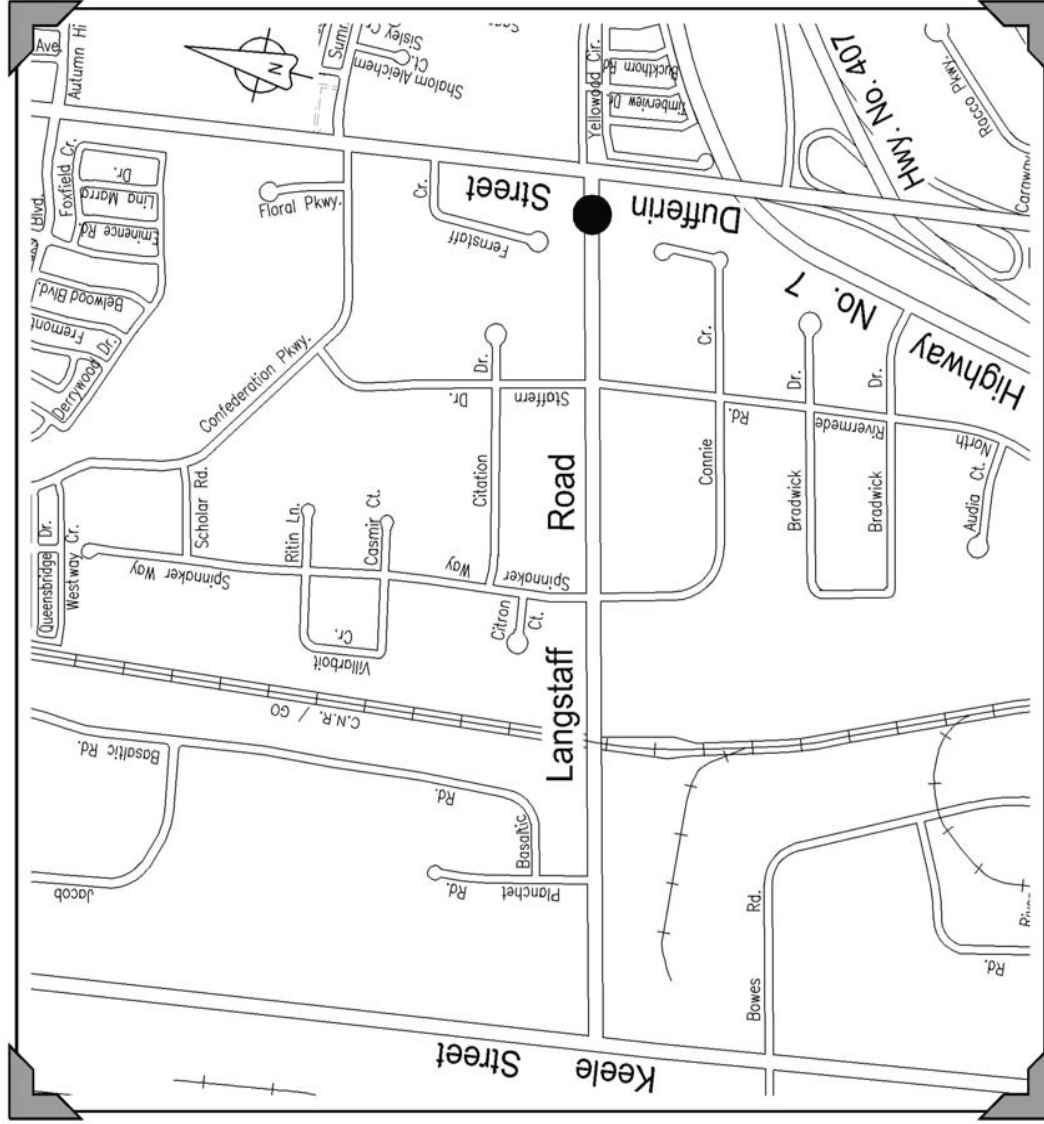 Ave.
Autumn Hi
N
Sumr.
Sisley Cr.
Ct.
Shalom Aleichem
Yellowood Cir.
Buckthorn Rd
Timberview Dr.
Hwy. No. 407
Racco Pkwy.
Caraway
Blvd.
Foxfield Cr.
Dr.
Lina Marra
Eminence Rd.
Belwood Blvd.
Fremont
Derrywood Dr.
Floral Pkwy.
Fernstaff Cr.
Dufferin Street
Highway No. 7
Confederation Pkwy.
Staffern Dr.
Citation Dr.
Connie Cr.
Bradwick Dr.
Bradwick Dr.
North Rivermede Rd.
Audia Ct.
Queensbridge Dr.
Westway Cr.
Scholar Rd.
Ritin Ln.
Casmir Ct.
Spinnaker Way
Spinnaker Way
Citron Ct.
Villarboit Cr.
Langstaff Road
C.N.R. / GO
Basaltic Rd.
Basaltic Rd.
Jacob
Planchet Rd.
Bowes Rd.
Rd.
Keele Street